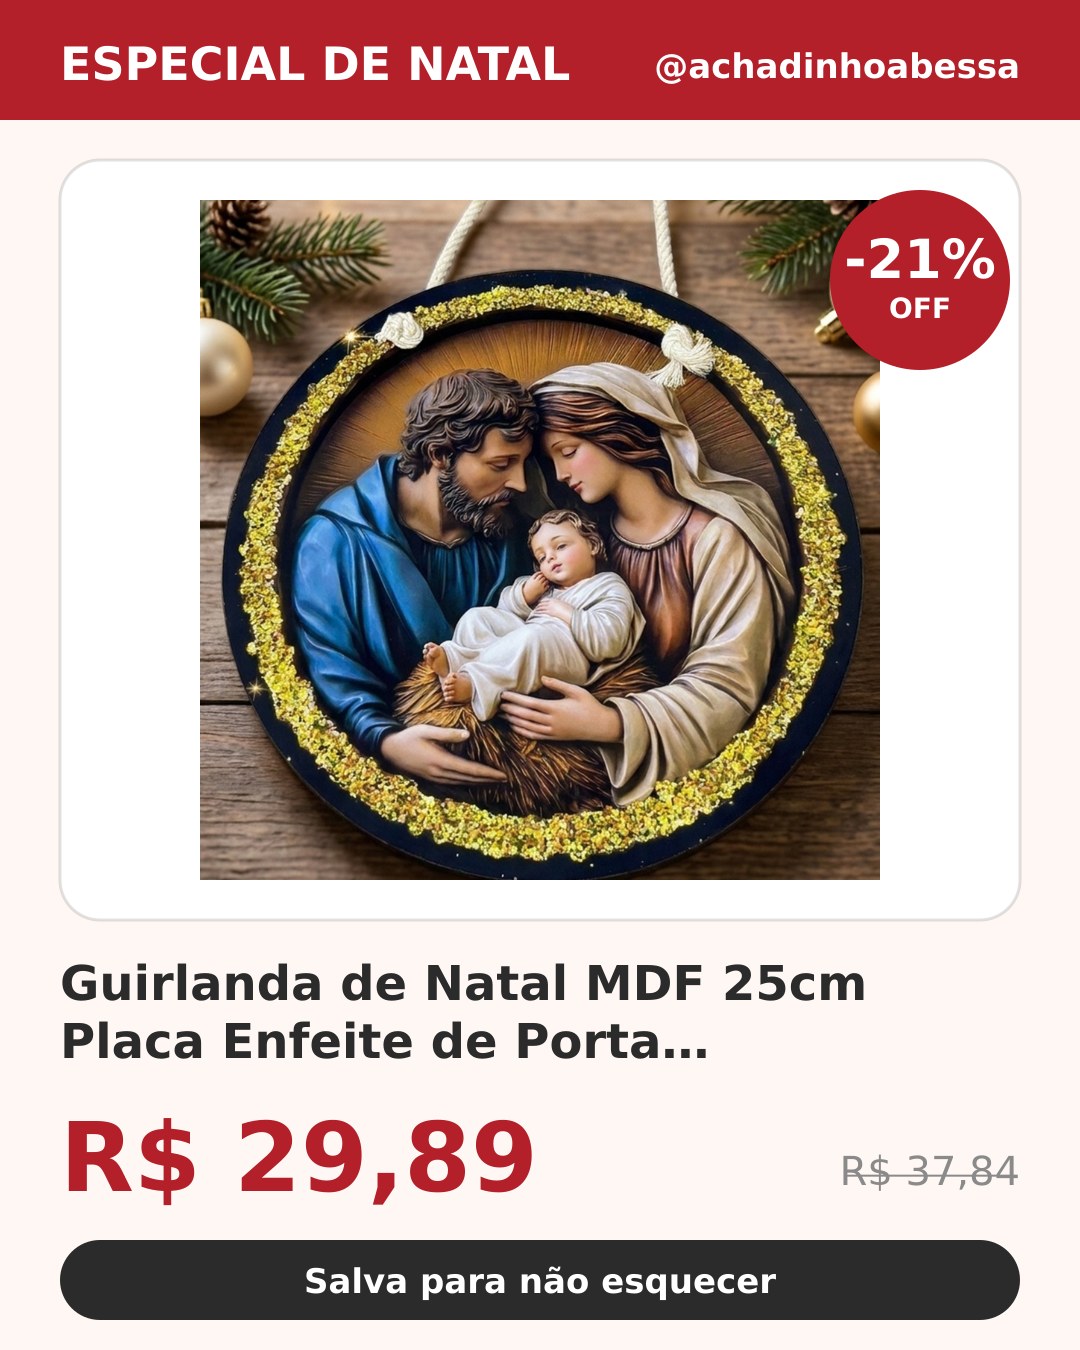 ESPECIAL DE NATAL
@achadinhoabessa
-21%
OFF
Guirlanda de Natal MDF 25cm
Placa Enfeite de Porta...
R$ 29,89
R$ 37,84
Salva para não esquecer